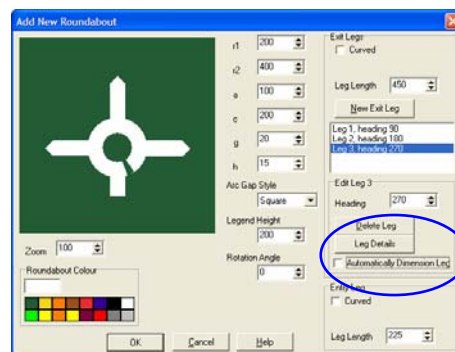 Add New Roundabout
r1 200
r2 400
a 100
c 200
g 20
h 15
Arc Gap Style
Square
Legend Height
200
Rotation Angle
0
Zoom 100
Roundabout Colour
OK Cancel Help
Exit Legs
Curved
Leg Length 450
New Exit Leg
Leg 1, heading 90
Leg 2, heading 180
Leg 3, heading 270
Edit Leg 3
Heading 270
Delete Leg
Leg Details
Automatically Dimension Leg
Entry Leg
Curved
Leg Length 225